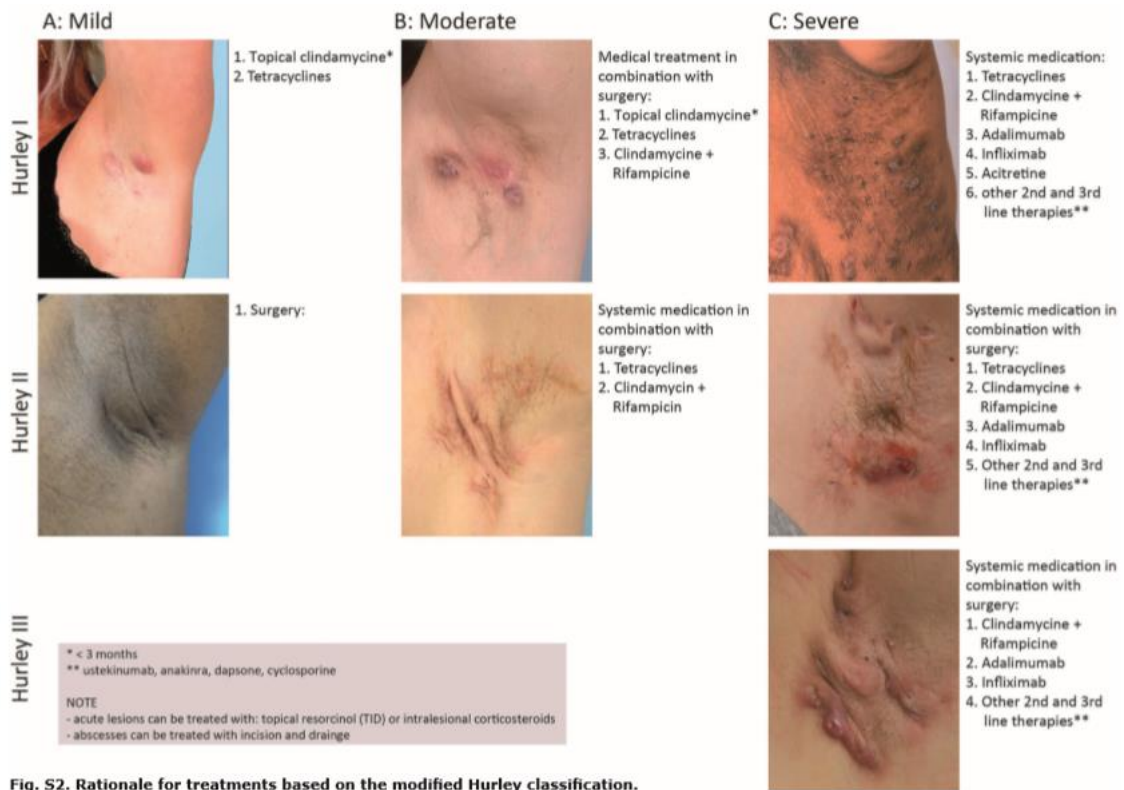 A: Mild
B: Moderate
C: Severe
Hurley I
1. Topical clindamycine*
2. Tetracyclines
Medical treatment in
combination with
surgery:
1. Topical clindamycine*
2. Tetracyclines
3. Clindamycine +
Rifampicine
Systemic medication:
1. Tetracyclines
2. Clindamycine +
Rifampicine
3. Adalimumab
4. Infliximab
5. Acitretine
6. other 2nd and 3rd
line therapies**
Hurley II
1. Surgery:
Systemic medication in
combination with
surgery:
1. Tetracyclines
2. Clindamycin +
Rifampicin
Systemic medication in
combination with
surgery:
1. Tetracyclines
2. Clindamycine +
Rifampicine
3. Adalimumab
4. Infliximab
5. Other 2nd and 3rd
line therapies**
Hurley III
Systemic medication in
combination with
surgery:
1. Clindamycine +
Rifampicine
2. Adalimumab
3. Infliximab
4. Other 2nd and 3rd
line therapies**
* < 3 months
** ustekinumab, anakinra, dapsone, cyclosporine
NOTE
- acute lesions can be treated with: topical resorcinol (TID) or intralesional corticosteroids
- abscesses can be treated with incision and drainge
Fig. S2. Rationale for treatments based on the modified Hurley classification.